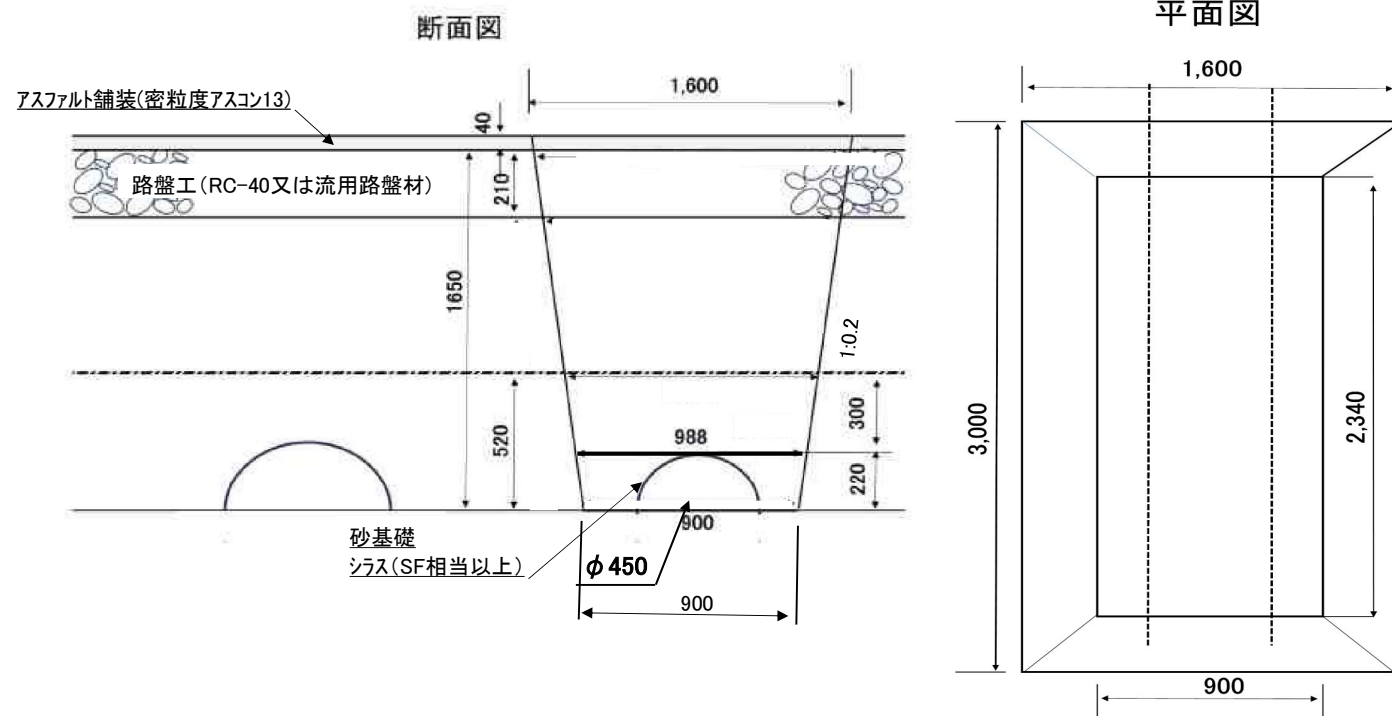 断面図
平面図
1,600
1,600
アスファルト舗装(密粒度アスコン13)
40
路盤工(RC-40又は流用路盤材)
210
1650
1:0.2
3,000
2,340
300
520
988
220
900
砂基礎
シラス(SF相当以上)
φ450
900
900